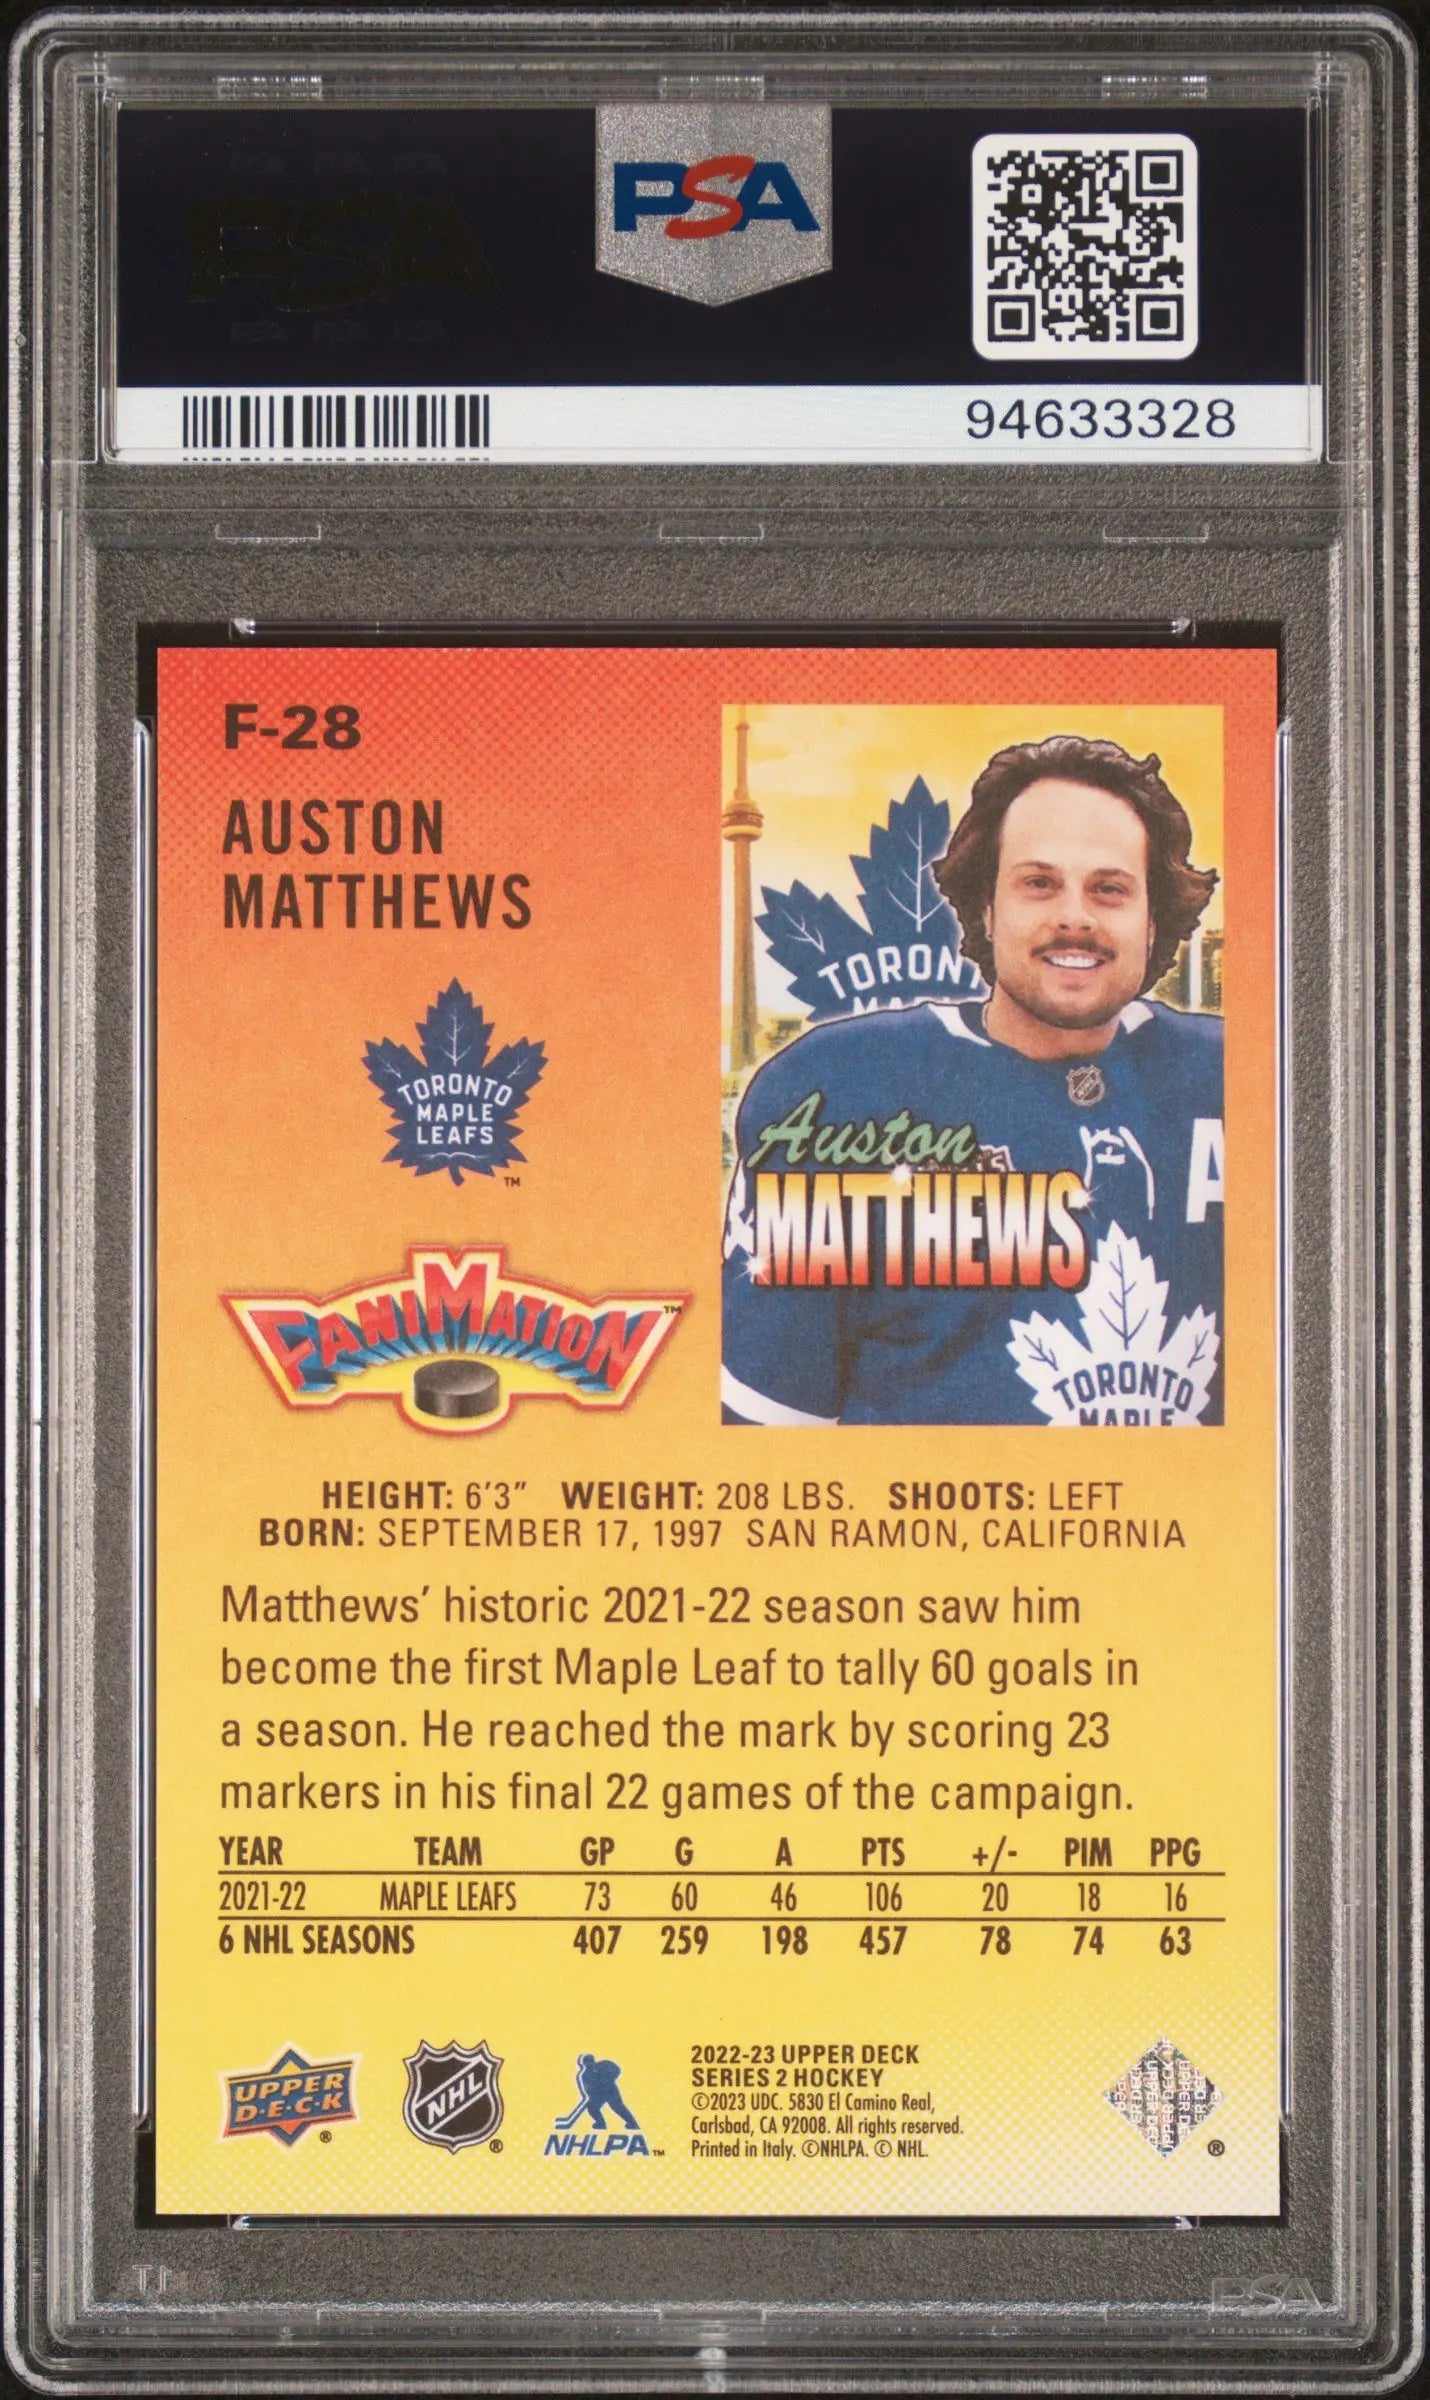 PSA
94633328
F-28
AUSTON
MATTHEWS
TORONTO
MAPLE
LEAFS
™
FANIMATION™
Auston
MATTHEWS
A
TORONTO
MAPLE
HEIGHT: 6'3" WEIGHT: 208 LBS. SHOOTS: LEFT
BORN: SEPTEMBER 17, 1997 SAN RAMON, CALIFORNIA
Matthews' historic 2021-22 season saw him
become the first Maple Leaf to tally 60 goals in
a season. He reached the mark by scoring 23
markers in his final 22 games of the campaign.
YEAR TEAM GP G A PTS +/- PIM PPG
2021-22 MAPLE LEAFS 73 60 46 106 20 18 16
6 NHL SEASONS 407 259 198 457 78 74 63
UPPER
D·E·C·K
®
NHL
®
NHLPA™
2022-23 UPPER DECK
SERIES 2 HOCKEY
©2023 UDC. 5830 El Camino Real,
Carlsbad, CA 92008. All rights reserved.
Printed in Italy. ©NHLPA. © NHL.
®
PSA